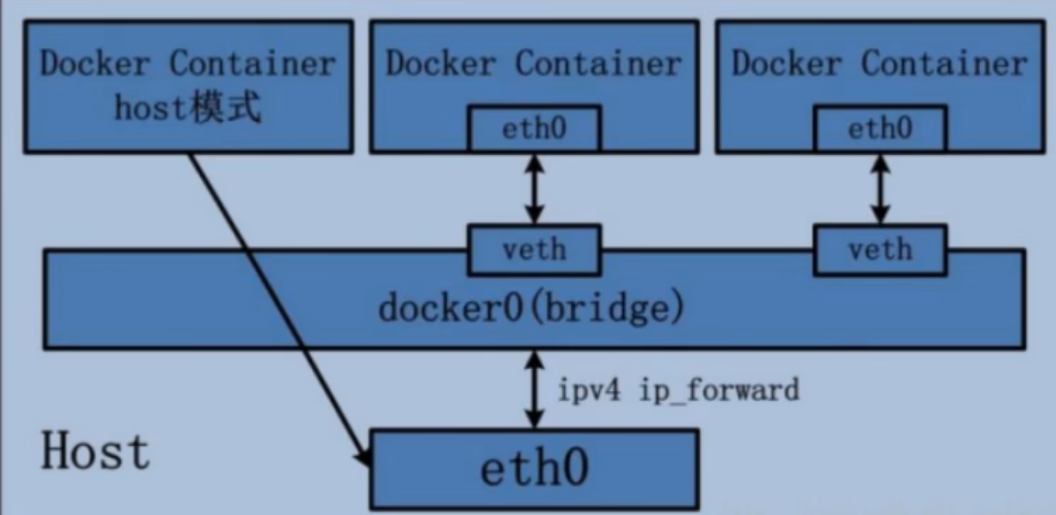 Docker Container
host模式
Docker Container
eth0
Docker Container
eth0
veth
veth
docker0(bridge)
ipv4 ip_forward
Host
eth0